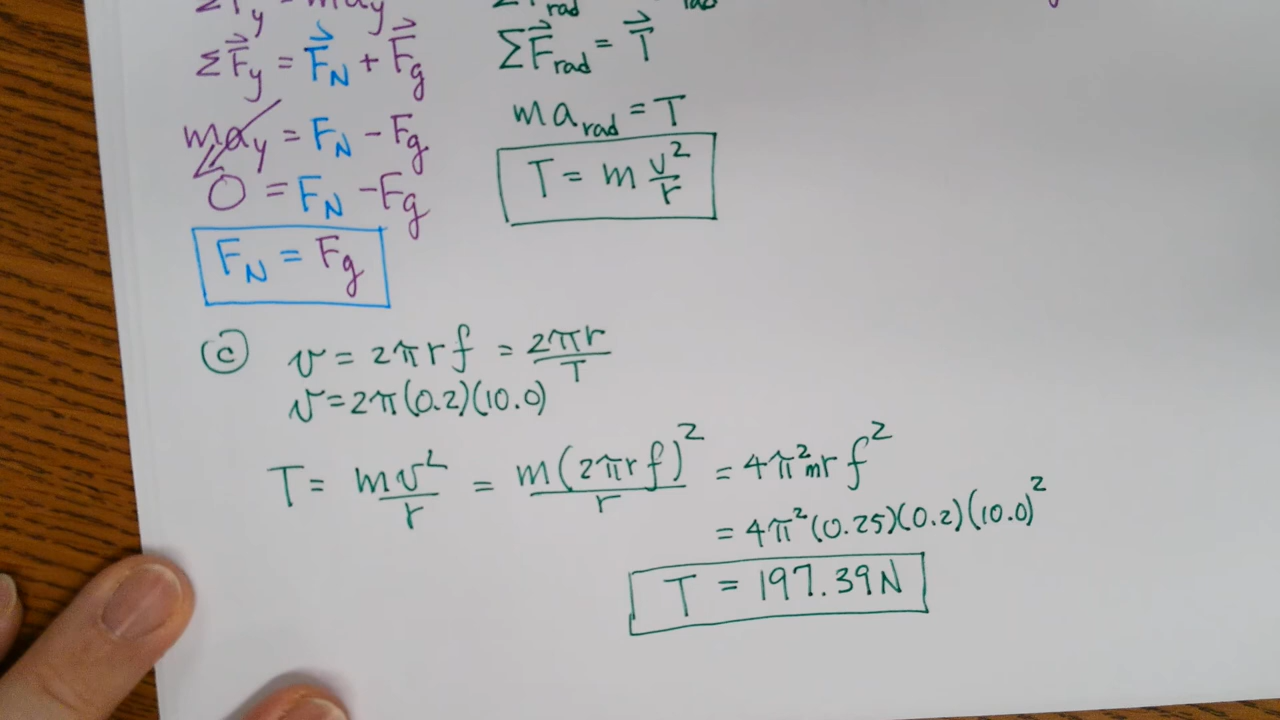 ΣF⃗y = F⃗N + F⃗g
may = FN - Fg
0 = FN - Fg
FN = Fg
ΣF⃗rad = T⃗
marad = T
T = m v²/r
ⓒ v = 2πrf = 2πr/T
v = 2π(0.2)(10.0)
T = mv²/r = m(2πrf)²/r = 4π²mrf²
= 4π²(0.25)(0.2)(10.0)²
T = 197.39N